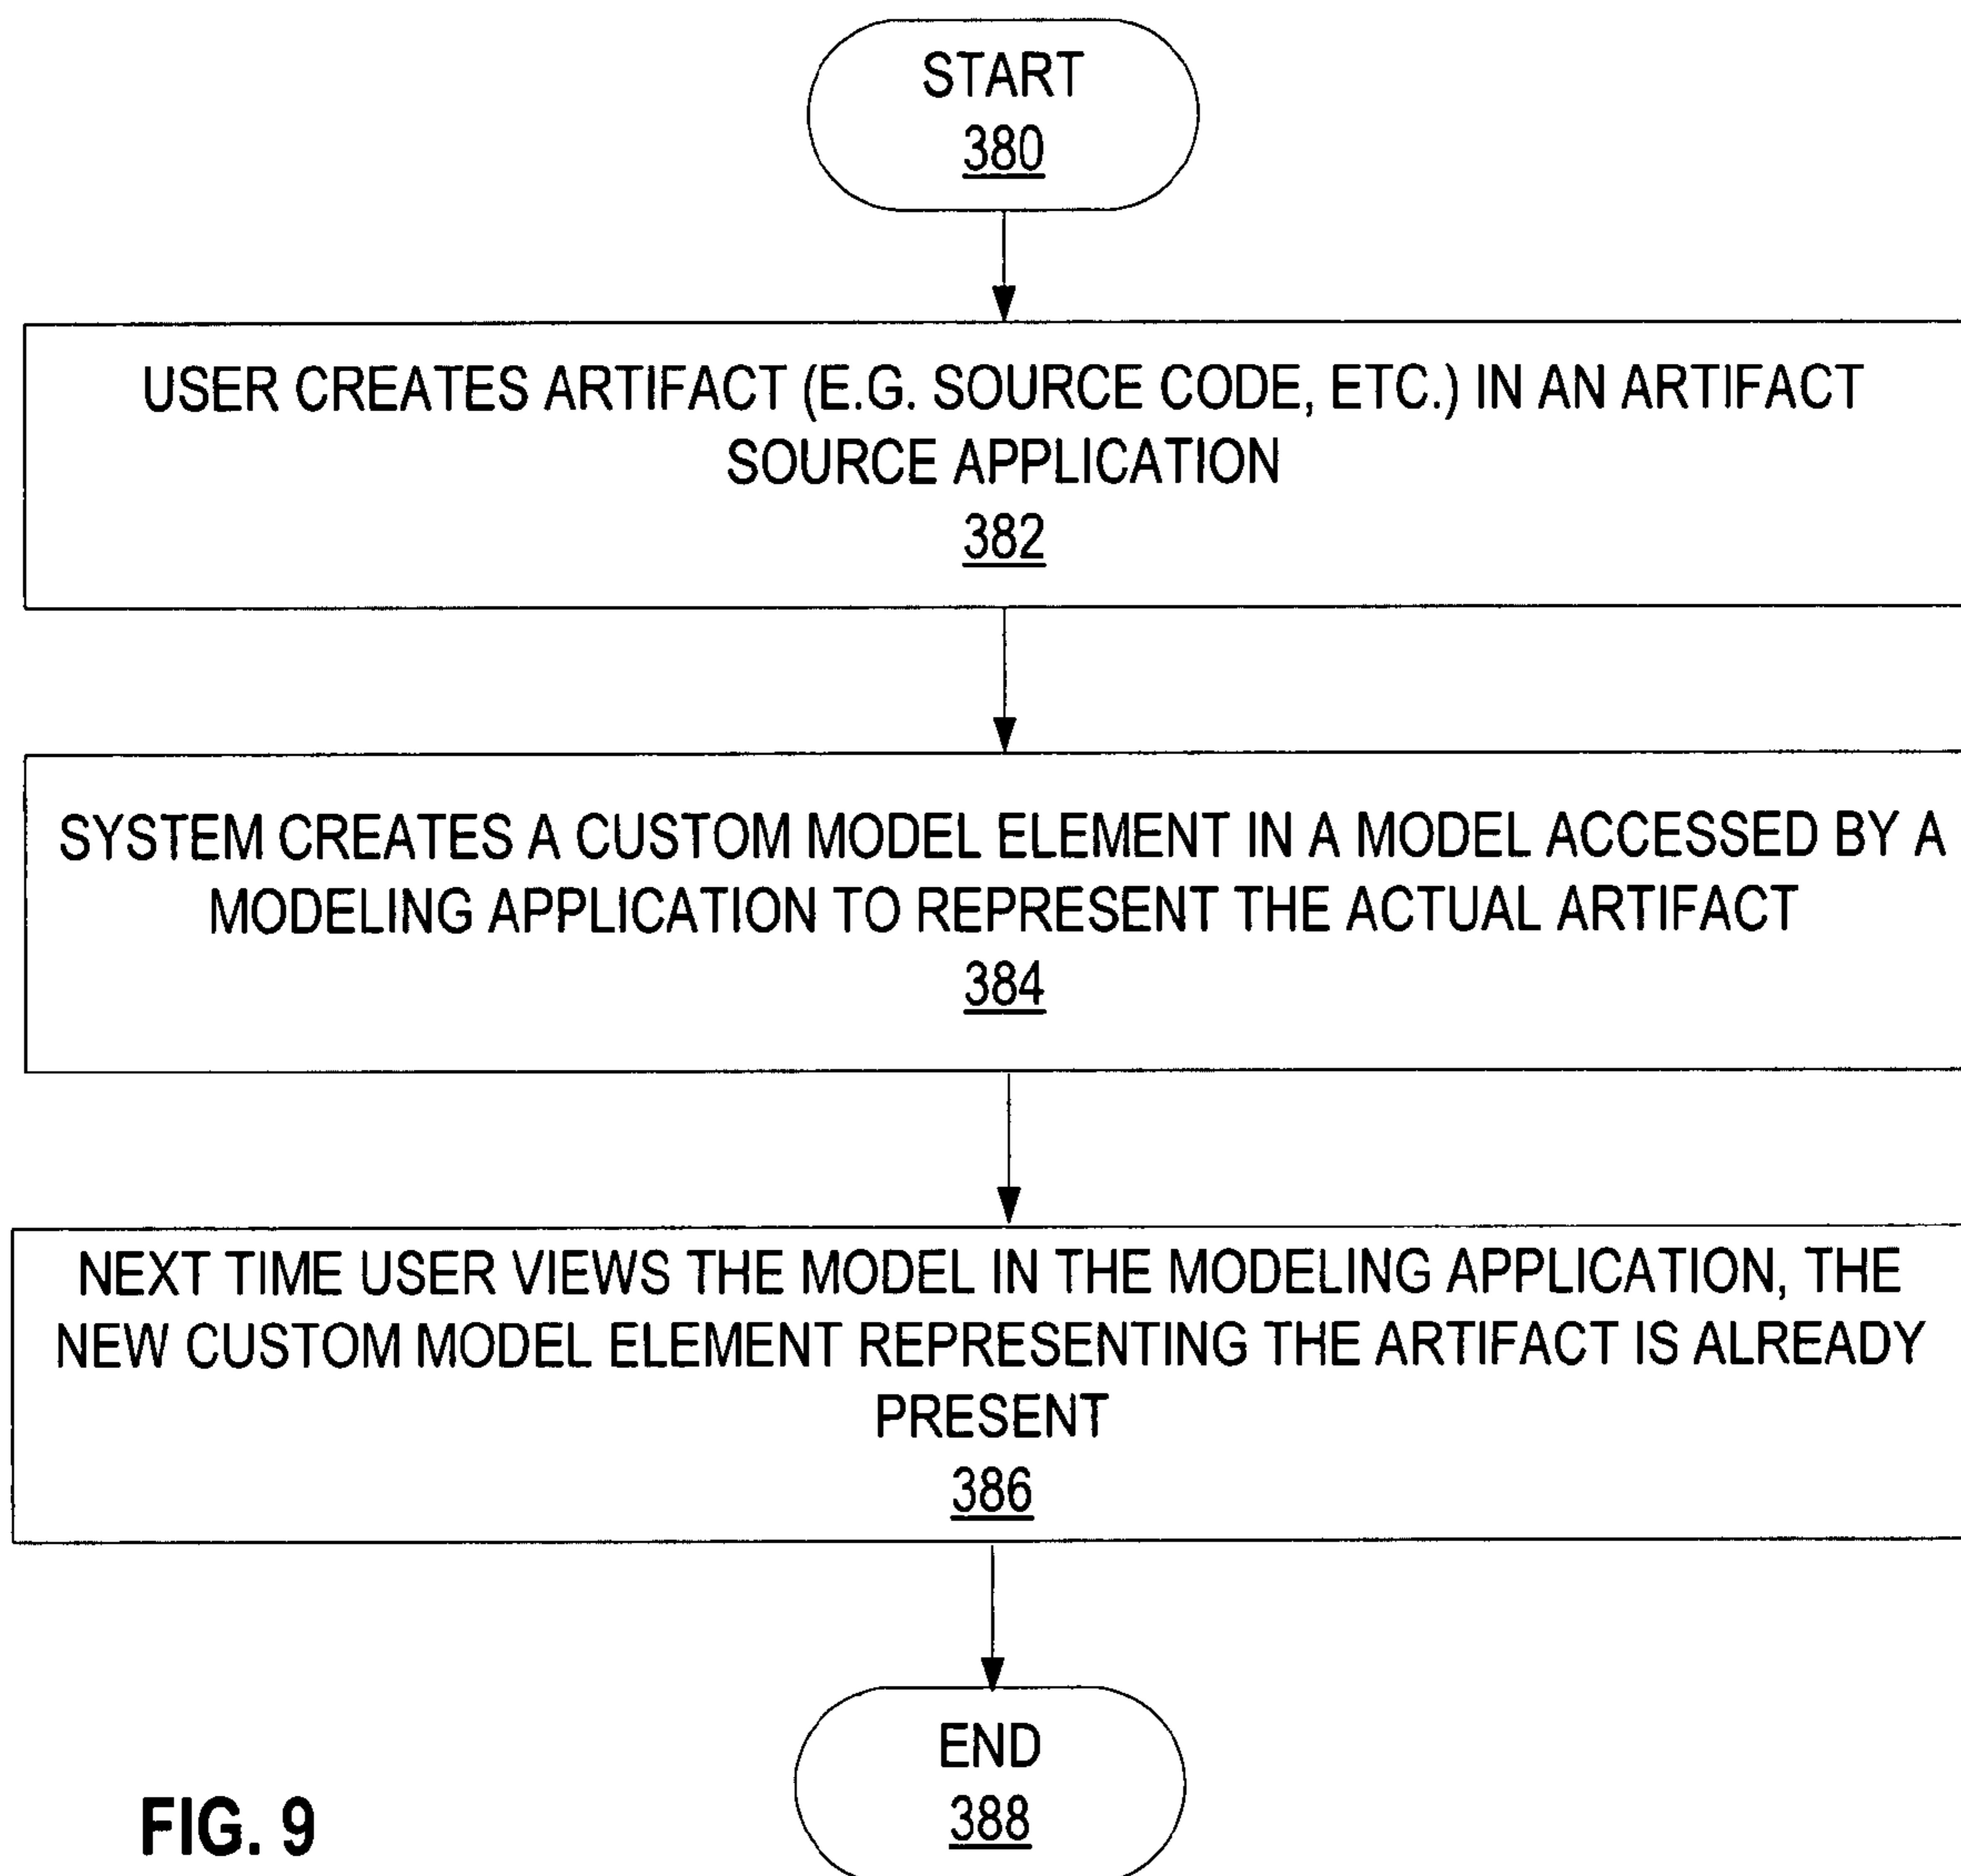 START
380
USER CREATES ARTIFACT (E.G. SOURCE CODE, ETC.) IN AN ARTIFACT
SOURCE APPLICATION
382
SYSTEM CREATES A CUSTOM MODEL ELEMENT IN A MODEL ACCESSED BY A
MODELING APPLICATION TO REPRESENT THE ACTUAL ARTIFACT
384
NEXT TIME USER VIEWS THE MODEL IN THE MODELING APPLICATION, THE
NEW CUSTOM MODEL ELEMENT REPRESENTING THE ARTIFACT IS ALREADY
PRESENT
386
END
388
FIG. 9